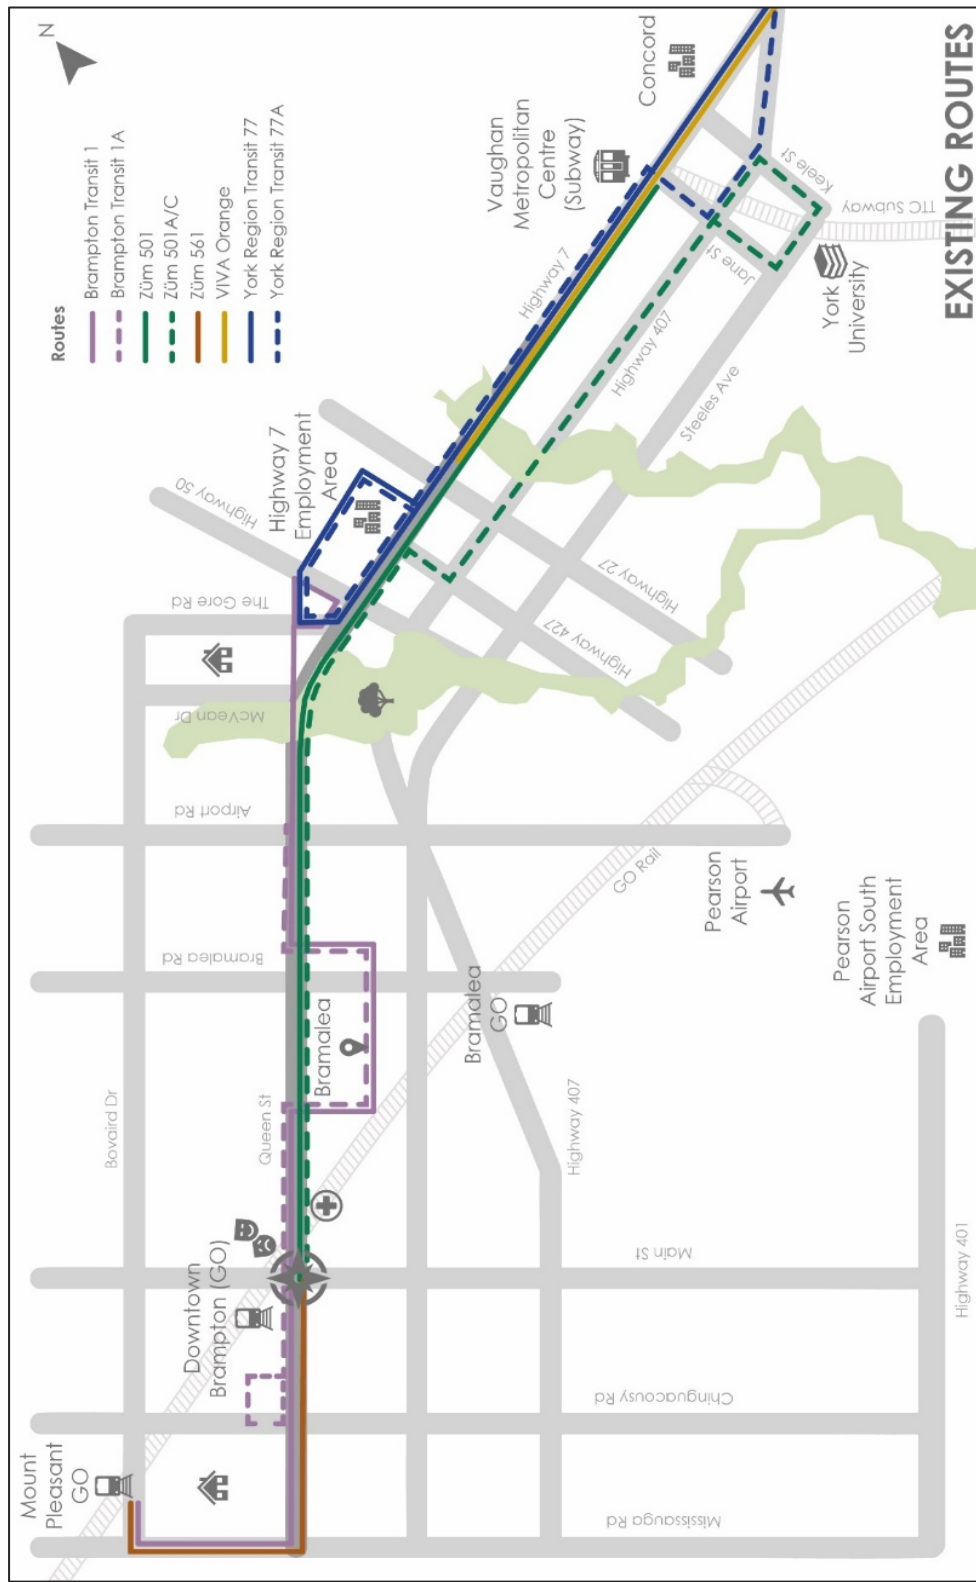 EXISTING ROUTES
N
Routes
Brampton Transit 1
Brampton Transit 1A
Züm 501
Züm 501 A/C
Züm 561
VIVA Orange
York Region Transit 77
York Region Transit 77A
Mount
Pleasant
GO
Downtown
Brampton (GO)
Bovaird Dr
Queen St
Bramalea
Bramalea
GO
Pearson
Airport
Pearson
Airport South
Employment
Area
Highway 7
Employment
Area
Vaughan
Metropolitan
Centre
(Subway)
Concord
York
University
Mississauga Rd
Chinguacousy Rd
Main St
Bramalea Rd
Airport Rd
McVean Dr
The Gore Rd
Highway 50
Highway 427
Highway 27
Highway 7
Highway 407
Steeles Ave
Jane St
Keele St
TTC Subway
GO Rail
Highway 407
Highway 401